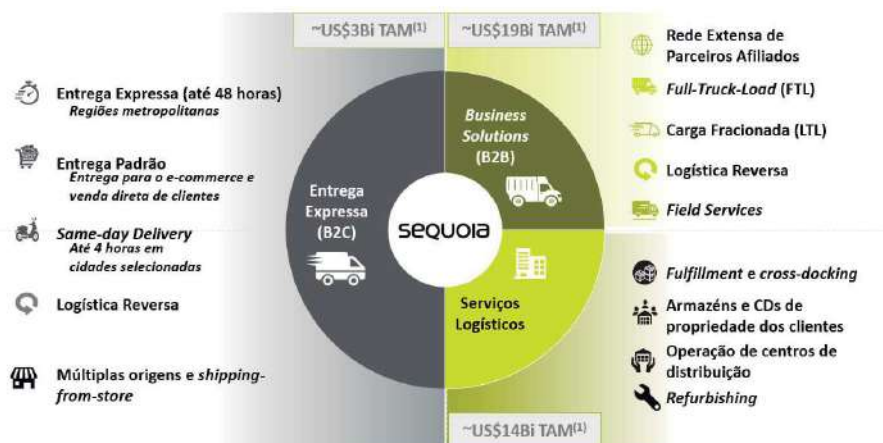 ~US$3Bi TAM(1)
~US$19Bi TAM(1)
Entrega Expressa (até 48 horas)
Regiões metropolitanas
Entrega Padrão
Entrega para o e-commerce e
venda direta de clientes
Same-day Delivery
Até 4 horas em
cidades selecionadas
Logística Reversa
Múltiplas origens e shipping-
from-store
Entrega
Expressa
(B2C)
Business
Solutions
(B2B)
sequoia
Serviços
Logísticos
Rede Extensa de
Parceiros Afiliados
Full-Truck-Load (FTL)
Carga Fracionada (LTL)
Logística Reversa
Field Services
Fulfillment e cross-docking
Armazéns e CDs de
propriedade dos clientes
Operação de centros de
distribuição
Refurbishing
~US$14Bi TAM(1)